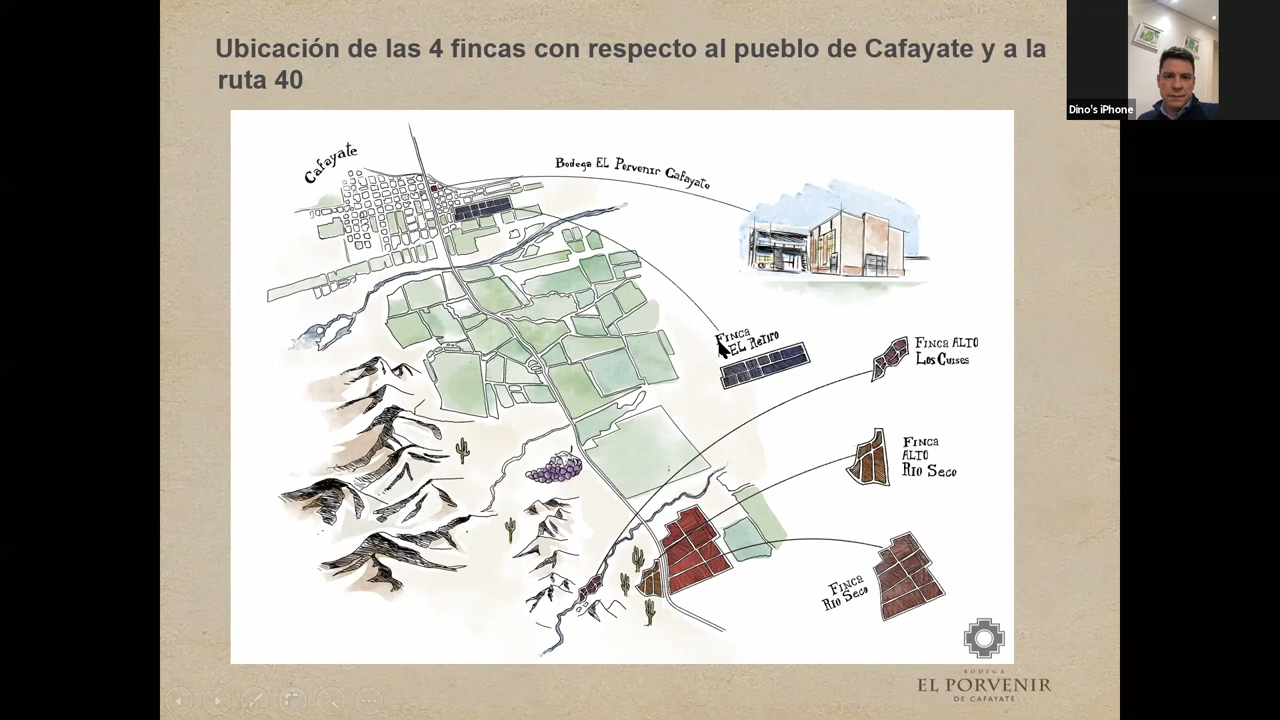 Ubicación de las 4 fincas con respecto al pueblo de Cafayate y a la
ruta 40
Dino's iPhone
Cafayate
Bodega EL Porvenir Cafayate
Finca
EL Retiro
Finca ALTO
Los Cuises
Finca
ALTO
Rio Seco
Finca
Rio Seco
BODEGA
EL PORVENIR
DE CAFAYATE